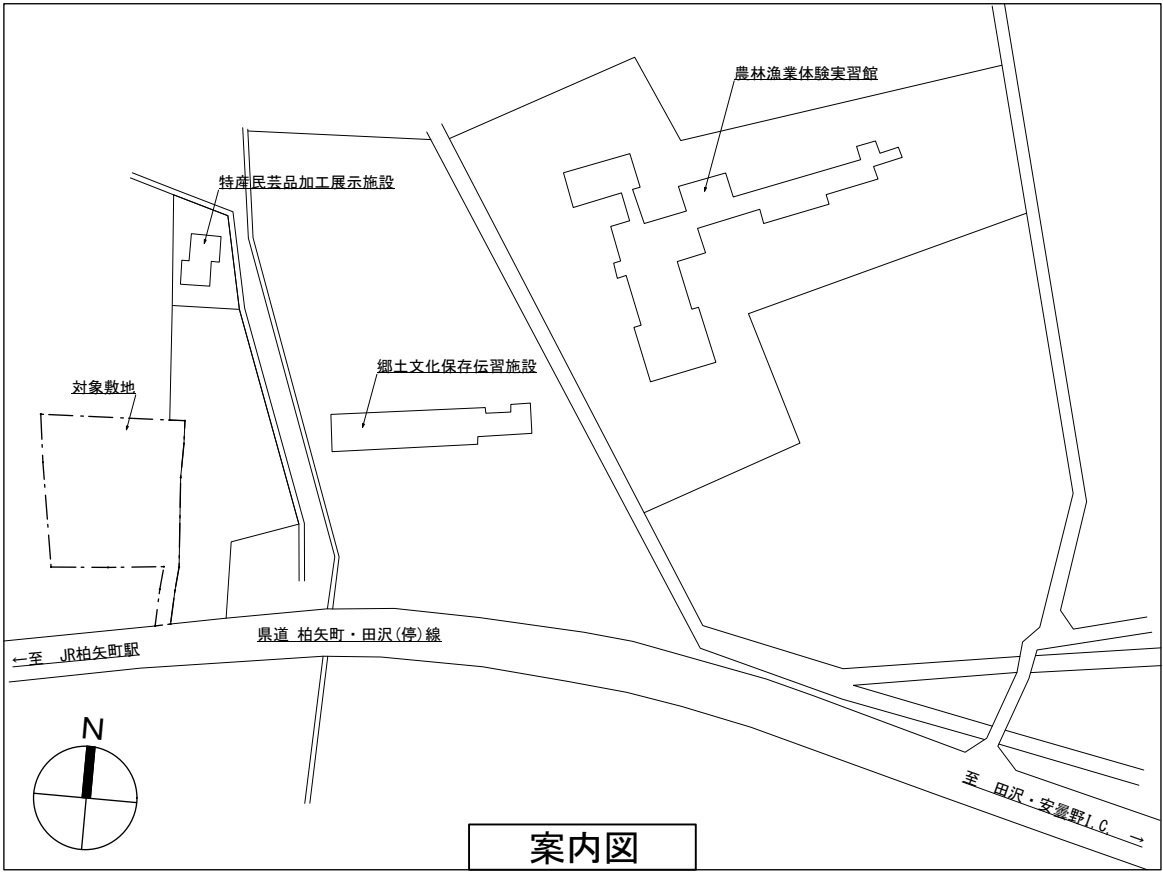 農林漁業体験実習館
特産民芸品加工展示施設
郷土文化保存伝習施設
対象敷地
県道 柏矢町・田沢(停)線
←至 JR柏矢町駅
N
至 田沢・安曇野I.C. →
案内図